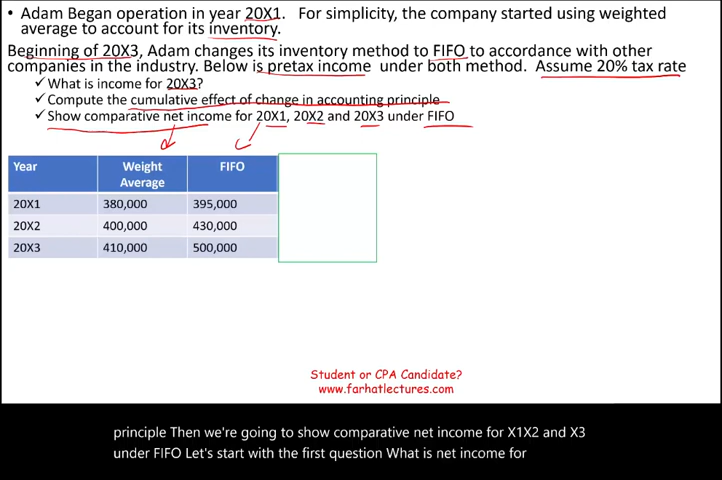 • Adam Began operation in year 20X1.   For simplicity, the company started using weighted
average to account for its inventory.
Beginning of 20X3, Adam changes its inventory method to FIFO to accordance with other
companies in the industry. Below is pretax income  under both method.  Assume 20% tax rate
✓ What is income for 20X3?
✓ Compute the cumulative effect of change in accounting principle
✓ Show comparative net income for 20X1, 20X2 and 20X3 under FIFO
Year Weight Average FIFO
20X1 380,000 395,000
20X2 400,000 430,000
20X3 410,000 500,000
Student or CPA Candidate?
www.farhatlectures.com
principle Then we're going to show comparative net income for X1X2 and X3
under FIFO Let's start with the first question What is net income for